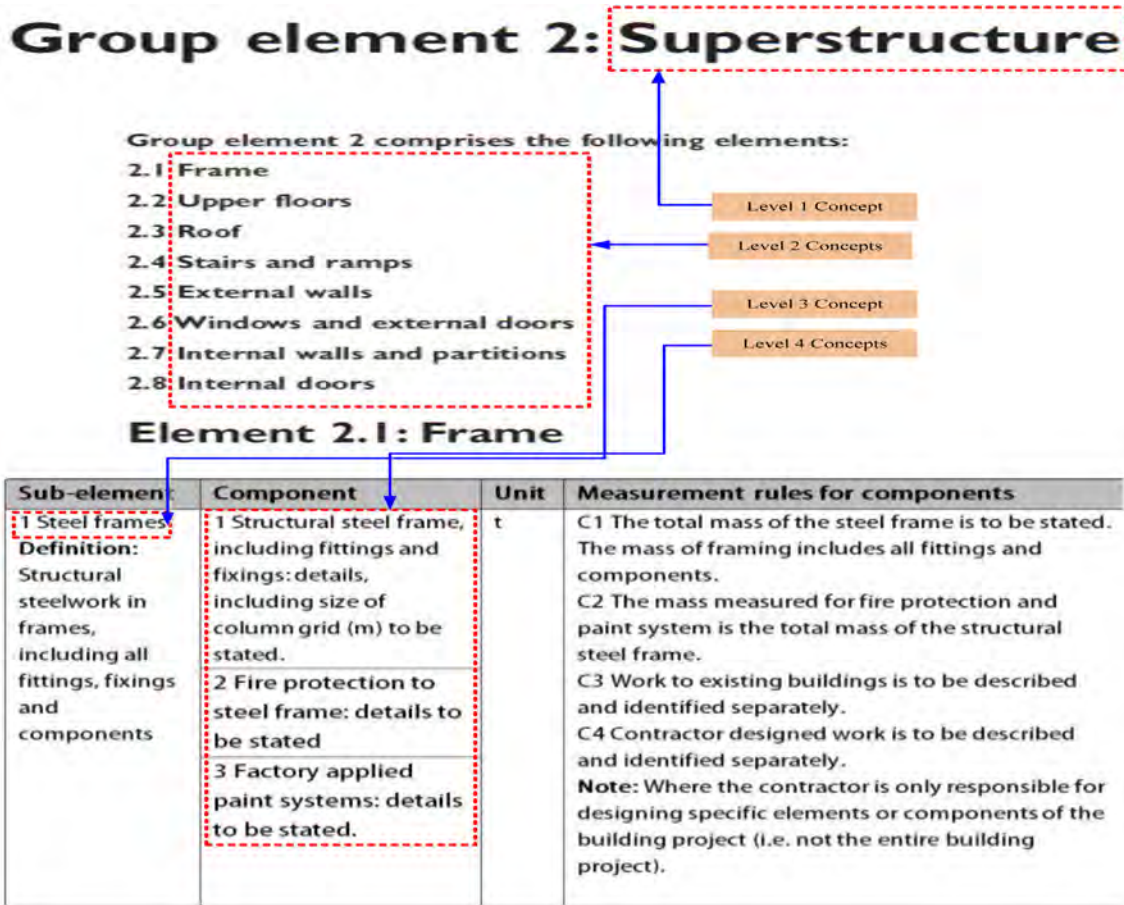 Group element 2: Superstructure
Group element 2 comprises the following elements:
2.1 Frame
2.2 Upper floors
2.3 Roof
2.4 Stairs and ramps
2.5 External walls
2.6 Windows and external doors
2.7 Internal walls and partitions
2.8 Internal doors
Level 1 Concept
Level 2 Concepts
Level 3 Concept
Level 4 Concepts
Element 2.1: Frame
Sub-element
Component
Unit
Measurement rules for components
1 Steel frames
Definition:
Structural
steelwork in
frames,
including all
fittings, fixings
and
components
1 Structural steel frame,
including fittings and
fixings: details,
including size of
column grid (m) to be
stated.
2 Fire protection to
steel frame: details to
be stated
3 Factory applied
paint systems: details
to be stated.
t
C1 The total mass of the steel frame is to be stated.
The mass of framing includes all fittings and
components.
C2 The mass measured for fire protection and
paint system is the total mass of the structural
steel frame.
C3 Work to existing buildings is to be described
and identified separately.
C4 Contractor designed work is to be described
and identified separately.
Note: Where the contractor is only responsible for
designing specific elements or components of the
building project (i.e. not the entire building
project).